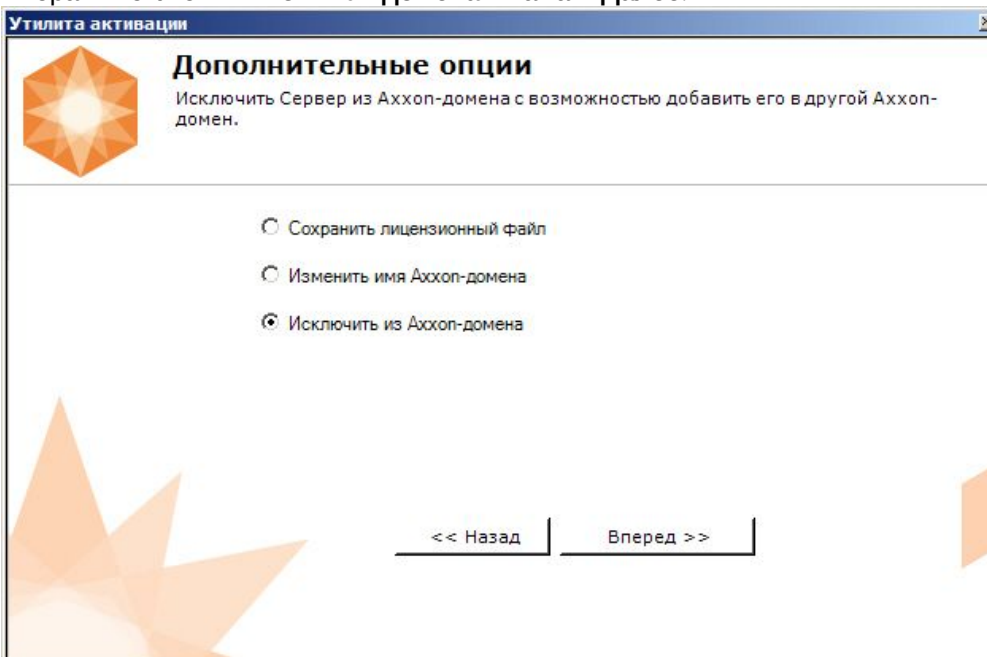 Утилита активации
Дополнительные опции
Исключить Сервер из Axxon-домена с возможностью добавить его в другой Axxon-
домен.
Сохранить лицензионный файл
Изменить имя Axxon-домена
Исключить из Axxon-домена
<< Назад
Вперед >>